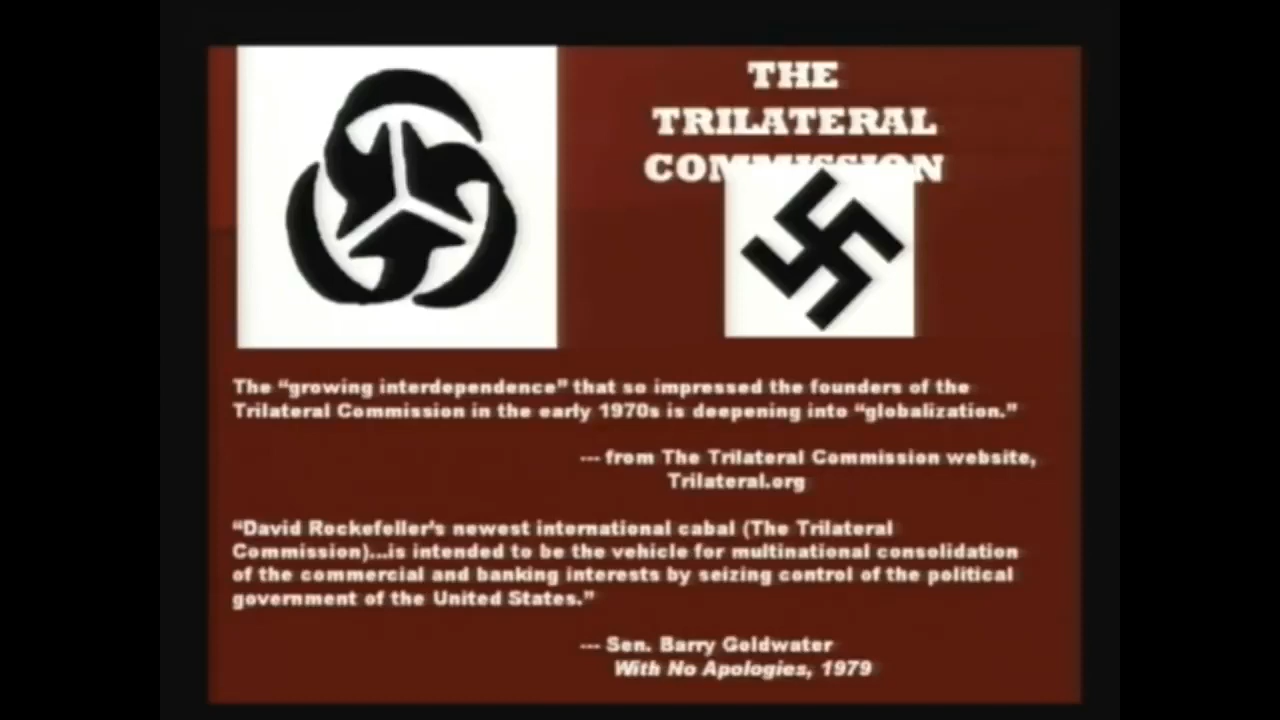 THE
TRILATERAL
COMMISSION
The “growing interdependence” that so impressed the founders of the
Trilateral Commission in the early 1970s is deepening into “globalization.”
--- from The Trilateral Commission website,
Trilateral.org
“David Rockefeller's newest international cabal (The Trilateral
Commission)...is intended to be the vehicle for multinational consolidation
of the commercial and banking interests by seizing control of the political
government of the United States.”
--- Sen. Barry Goldwater
With No Apologies, 1979